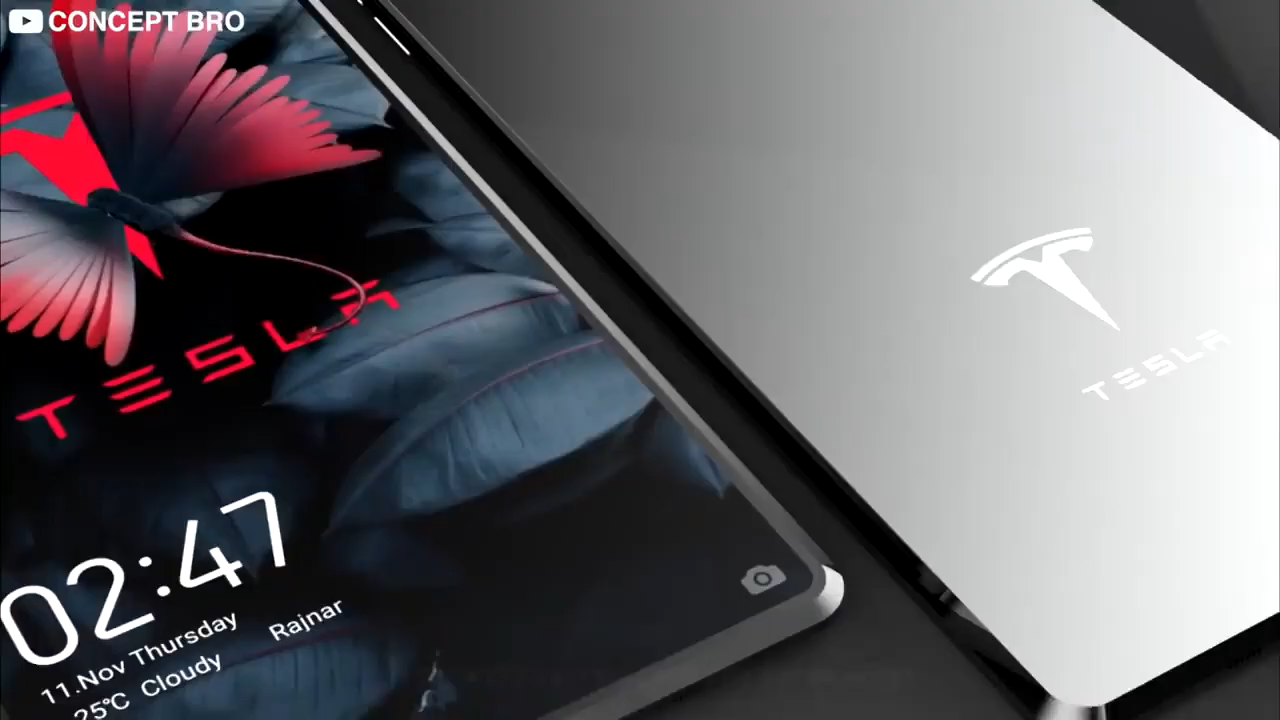 CONCEPT BRO
TESLA
TESLA
02:47
11.Nov Thursday Rajnar
25°C Cloudy